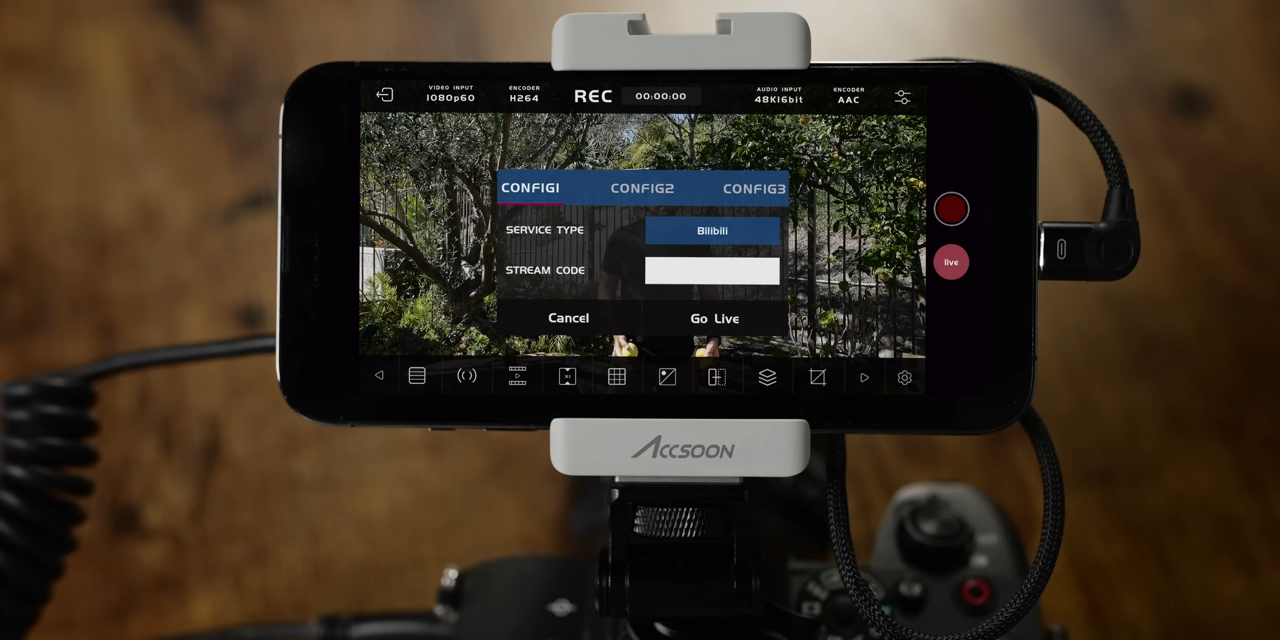 VIDEO INPUT
1080p60
ENCODER
H264
REC
00:00:00
AUDIO INPUT
48K16bit
ENCODER
AAC
CONFIG1
CONFIG2
CONFIG3
SERVICE TYPE
Bilibili
STREAM CODE
Cancel
Go Live
live
ACCSOON